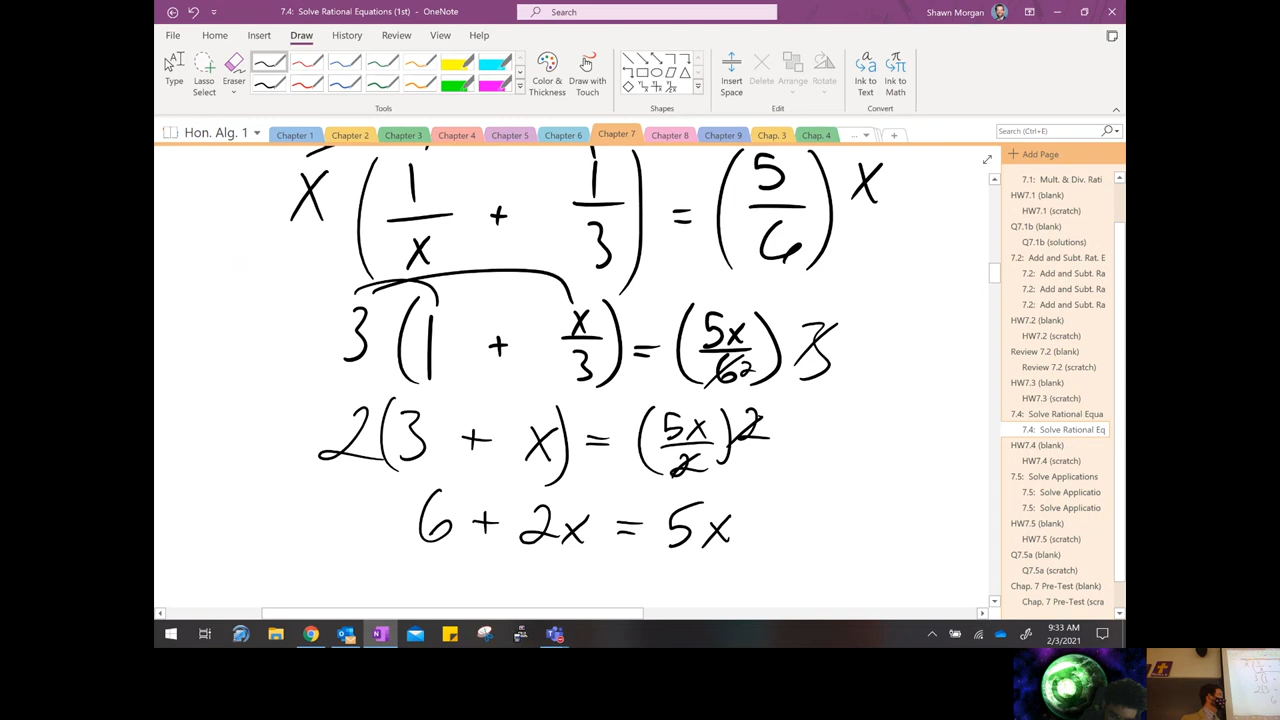 7.4: Solve Rational Equations (1st) - OneNote
Search
Shawn Morgan
File Home Insert Draw History Review View Help
Type
Lasso Select
Eraser
Color & Thickness
Draw with Touch
Insert Space
Delete
Arrange
Rotate
Ink to Text
Ink to Math
Tools
Shapes
Edit
Convert
Hon. Alg. 1
Chapter 1 Chapter 2 Chapter 3 Chapter 4 Chapter 5 Chapter 6 Chapter 7 Chapter 8 Chapter 9 Chap. 3 Chap. 4 ...
Search (Ctrl+E)
Add Page
7.1: Mult. & Div. Rati
HW7.1 (blank)
HW7.1 (scratch)
Q7.1b (blank)
Q7.1b (solutions)
7.2: Add and Subt. Rat. E
7.2: Add and Subt. Ra
7.2: Add and Subt. Ra
7.2: Add and Subt. Ra
HW7.2 (blank)
HW7.2 (scratch)
Review 7.2 (blank)
Review 7.2 (scratch)
HW7.3 (blank)
HW7.3 (scratch)
7.4: Solve Rational Equa
7.4: Solve Rational Eq
HW7.4 (blank)
HW7.4 (scratch)
7.5: Solve Applications
7.5: Solve Applicatio
7.5: Solve Applicatio
HW7.5 (blank)
HW7.5 (scratch)
Q7.5a (blank)
Q7.5a (scratch)
Chap. 7 Pre-Test (blank)
Chap. 7 Pre-Test (scra
x(1/x + 1/3) = (5/6)x
3(1 + x/3) = (5x/6 2)3
2(3 + x) = (5x/2)2
6 + 2x = 5x
9:33 AM
2/3/2021